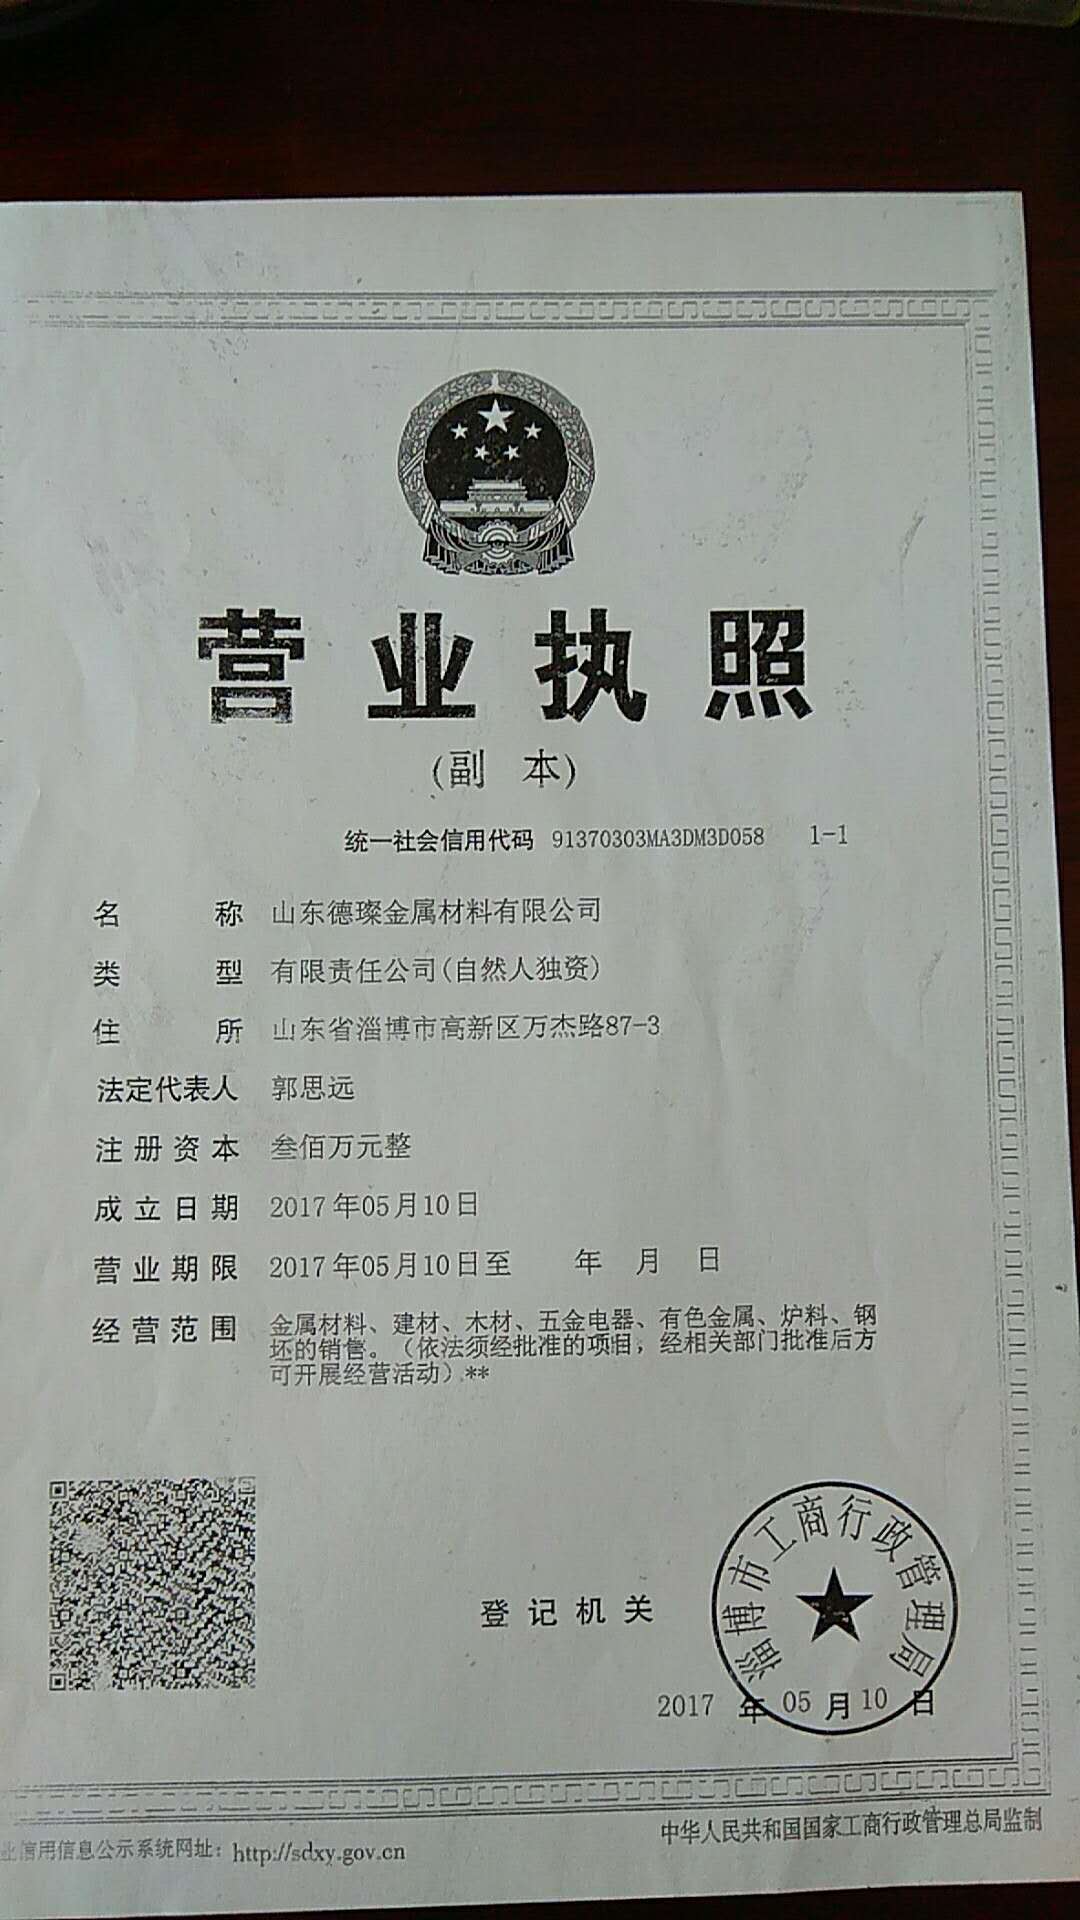 营业执照
(副 本)
统一社会信用代码 91370303MA3DM3D058 1-1
名 称 山东德璨金属材料有限公司
类 型 有限责任公司(自然人独资)
住 所 山东省淄博市高新区万杰路87-3
法定代表人 郭思远
注册资本 叁佰万元整
成立日期 2017年05月10日
营业期限 2017年05月10日至 年 月 日
经营范围 金属材料、建材、木材、五金电器、有色金属、炉料、钢
坯的销售。（依法须经批准的项目，经相关部门批准后方
可开展经营活动）**
淄博市工商行政管理局
登记机关
2017 年 05 月 10 日
业信用信息公示系统网址：http://sdxy.gov.cn
中华人民共和国国家工商行政管理总局监制